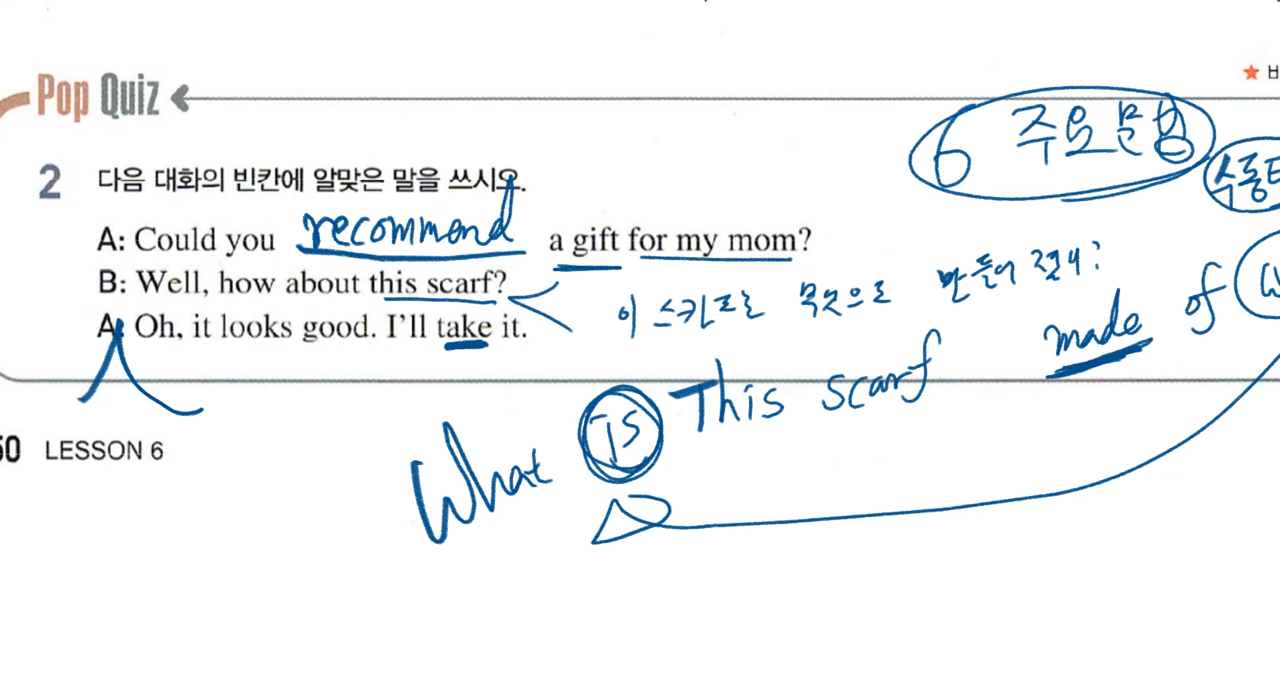 Pop Quiz
6 주요문법
2 다음 대화의 빈칸에 알맞은 말을 쓰시오.
A: Could you recommend a gift for my mom?
B: Well, how about this scarf?
이 스카프는 무엇으로 만들어 졌니?
A: Oh, it looks good. I'll take it.
What is This scarf made of
LESSON 6